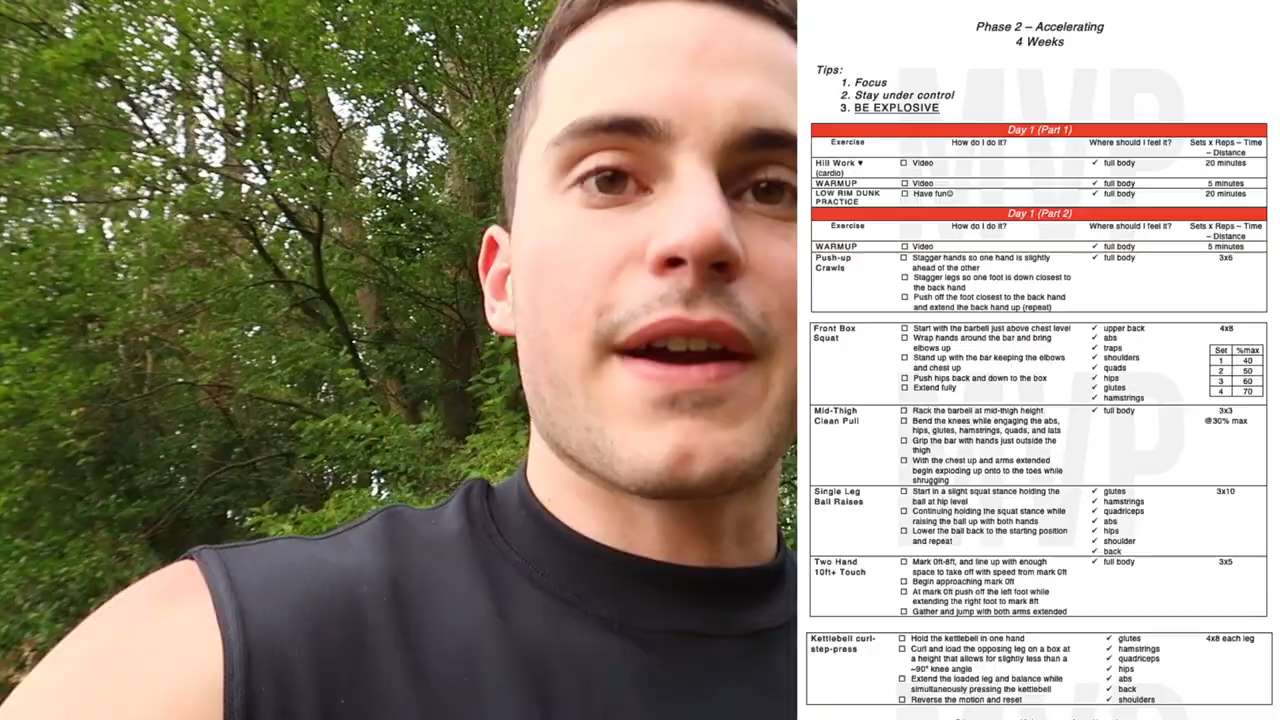 Phase 2 – Accelerating
4 Weeks
Tips:
1. Focus
2. Stay under control
3. BE EXPLOSIVE
Day 1 (Part 1)
Exercise How do I do it? Where should I feel it? Sets x Reps – Time
– Distance
Hill Work ♥ ☐ Video ✓ full body 20 minutes
(cardio)
WARMUP ☐ Video ✓ full body 5 minutes
LOW RIM DUNK ☐ Have fun☺ ✓ full body 20 minutes
PRACTICE
Day 1 (Part 2)
Exercise How do I do it? Where should I feel it? Sets x Reps – Time
– Distance
WARMUP ☐ Video ✓ full body 5 minutes
Push-up ☐ Stagger hands so one hand is slightly ✓ full body 3x6
Crawls ahead of the other
☐ Stagger legs so one foot is down closest to
the back hand
☐ Push off the foot closest to the back hand
and extend the back hand up (repeat)
Front Box ☐ Start with the barbell just above chest level ✓ upper back 4x8
Squat ☐ Wrap hands around the bar and bring ✓ abs
elbows up ✓ traps
☐ Stand up with the bar keeping the elbows ✓ shoulders Set %max
and chest up ✓ quads 1 40
☐ Push hips back and down to the box ✓ hips 2 50
☐ Extend fully ✓ glutes 3 60
✓ hamstrings 4 70
Mid-Thigh ☐ Rack the barbell at mid-thigh height ✓ full body 3x3
Clean Pull ☐ Bend the knees while engaging the abs, @30% max
hips, glutes, hamstrings, quads, and lats
☐ Grip the bar with hands just outside the
thigh
☐ With the chest up and arms extended
begin exploding up onto to the toes while
shrugging
Single Leg ☐ Start in a slight squat stance holding the ✓ glutes 3x10
Ball Raises ball at hip level ✓ hamstrings
☐ Continuing holding the squat stance while ✓ quadriceps
raising the ball up with both hands ✓ abs
☐ Lower the ball back to the starting position ✓ hips
and repeat ✓ shoulder
✓ back
Two Hand ☐ Mark 0ft-8ft, and line up with enough ✓ full body 3x5
10ft+ Touch space to take off with speed from mark 0ft
☐ Begin approaching mark 0ft
☐ At mark 0ft push off the left foot while
extending the right foot to mark 8ft
☐ Gather and jump with both arms extended
Kettlebell curl- ☐ Hold the kettlebell in one hand ✓ glutes 4x8 each leg
step-press ☐ Curl and load the opposing leg on a box at ✓ hamstrings
a height that allows for slightly less than a ✓ quadriceps
~90° knee angle ✓ hips
☐ Extend the loaded leg and balance while ✓ abs
simultaneously pressing the kettlebell ✓ back
☐ Reverse the motion and reset ✓ shoulders
MVP
MVP